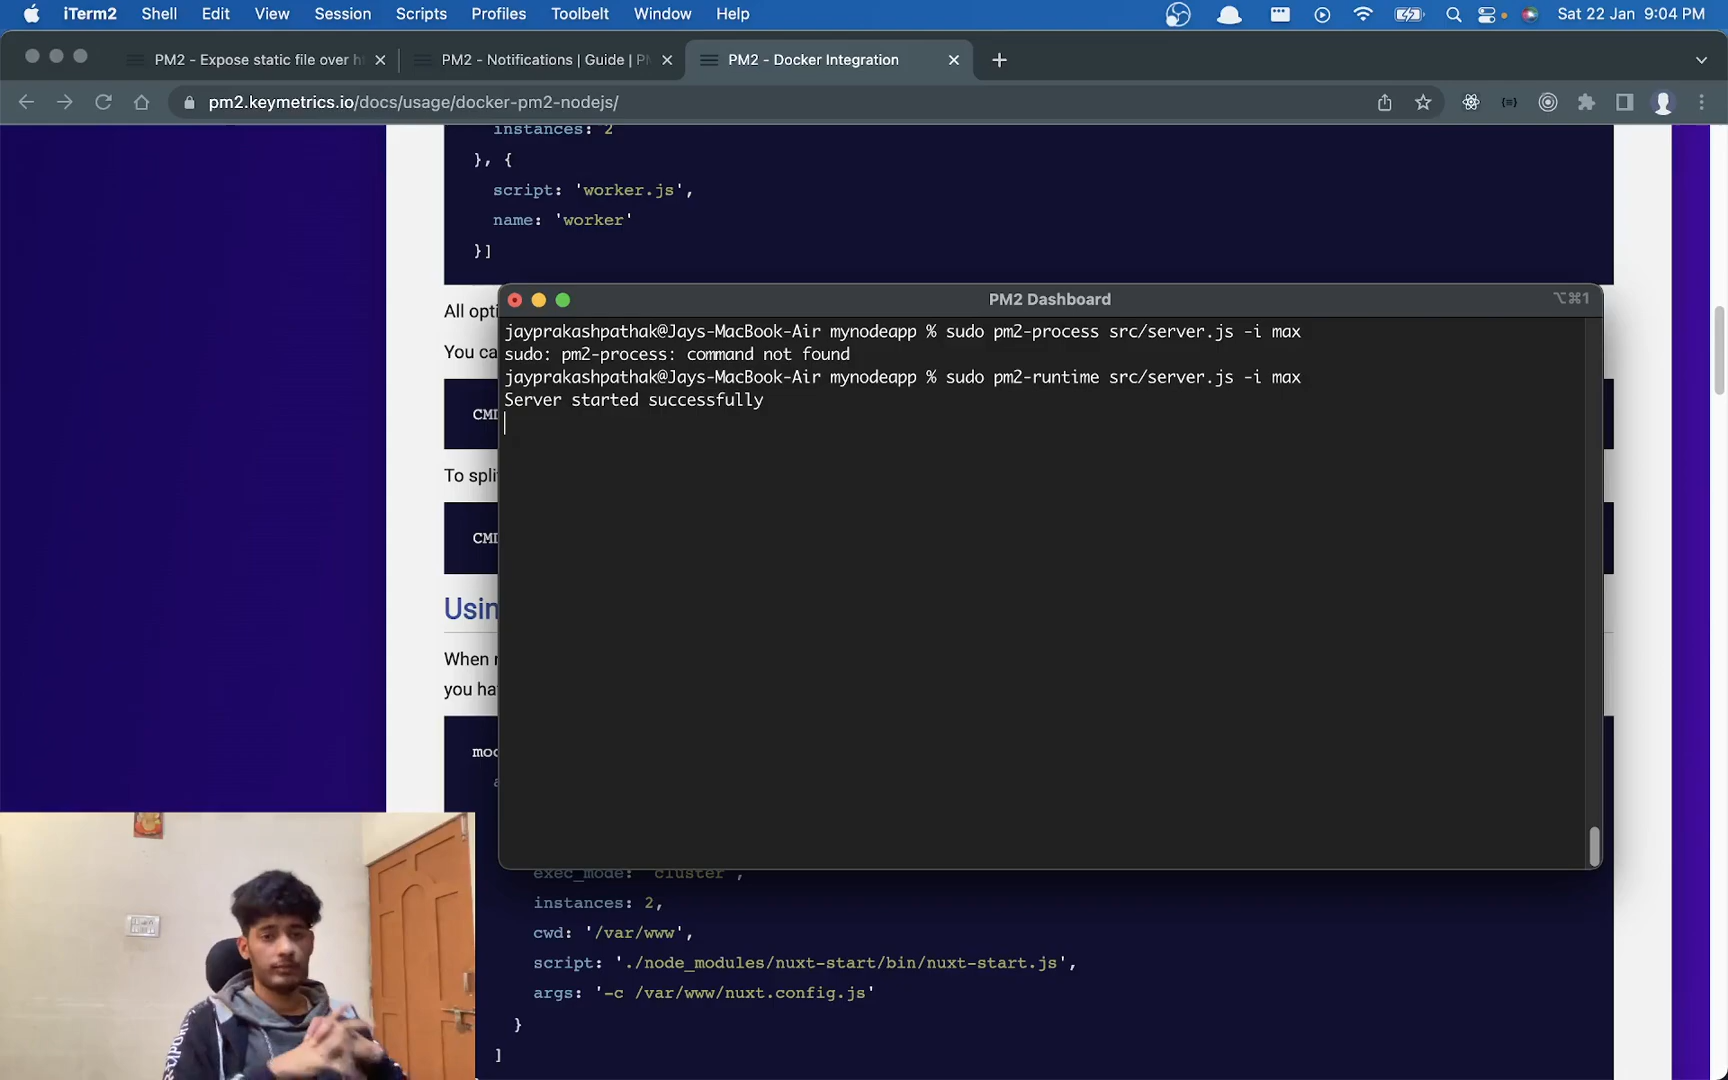 iTerm2 Shell Edit View Session Scripts Profiles Toolbelt Window Help Sat 22 Jan 9:04 PM
PM2 - Expose static file over h PM2 - Notifications | Guide | PM PM2 - Docker Integration
pm2.keymetrics.io/docs/usage/docker-pm2-nodejs/
instances: 2
}, {
script: 'worker.js',
name: 'worker'
}]
All opti
PM2 Dashboard
⌥⌘1
jayprakashpathak@Jays-MacBook-Air mynodeapp % sudo pm2-process src/server.js -i max
You ca
sudo: pm2-process: command not found
jayprakashpathak@Jays-MacBook-Air mynodeapp % sudo pm2-runtime src/server.js -i max
Server started successfully
CMD
To spli
CMD
Usin
When r
you ha
mod
exec_mode: 'cluster',
instances: 2,
cwd: '/var/www',
script: './node_modules/nuxt-start/bin/nuxt-start.js',
args: '-c /var/www/nuxt.config.js'
}
]